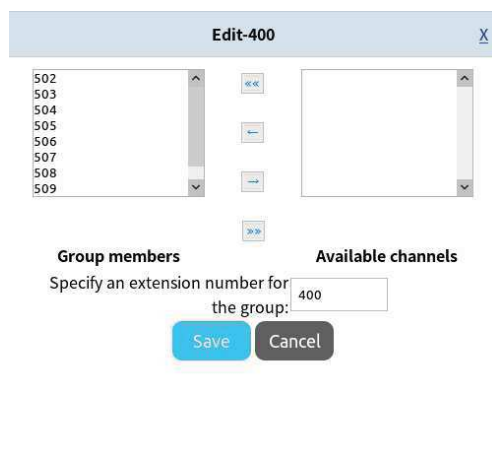 Edit-400
X
502
503
504
505
506
507
508
509
««
←
→
»»
Group members
Available channels
Specify an extension number for
the group:
400
Save
Cancel